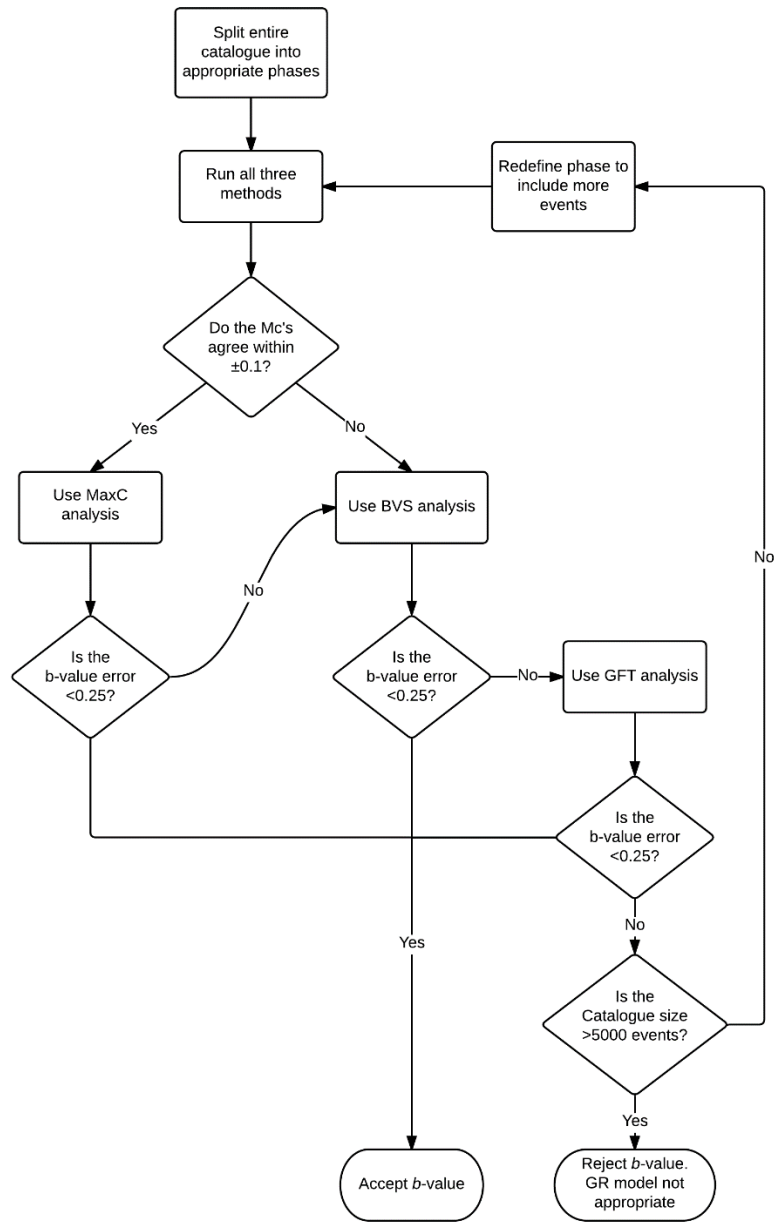 Split entire
catalogue into
appropriate phases
Run all three
methods
Redefine phase to
include more
events
Do the Mc's
agree within
±0.1?
Yes
No
Use MaxC
analysis
Use BVS analysis
No
No
Is the
b-value error
<0.25?
Is the
b-value error
<0.25?
No
Use GFT analysis
Is the
b-value error
<0.25?
No
Yes
Is the
Catalogue size
>5000 events?
Yes
Accept b-value
Reject b-value.
GR model not
appropriate